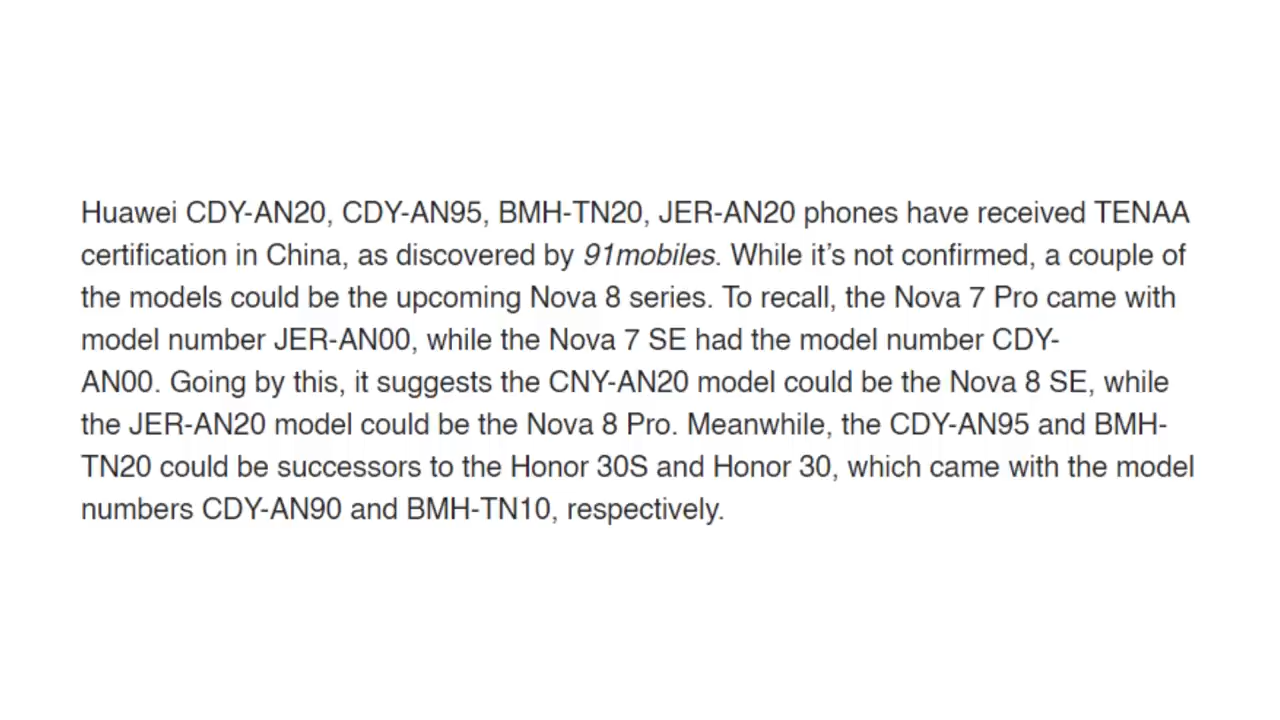 Huawei CDY-AN20, CDY-AN95, BMH-TN20, JER-AN20 phones have received TENAA
certification in China, as discovered by 91mobiles. While it’s not confirmed, a couple of
the models could be the upcoming Nova 8 series. To recall, the Nova 7 Pro came with
model number JER-AN00, while the Nova 7 SE had the model number CDY-
AN00. Going by this, it suggests the CNY-AN20 model could be the Nova 8 SE, while
the JER-AN20 model could be the Nova 8 Pro. Meanwhile, the CDY-AN95 and BMH-
TN20 could be successors to the Honor 30S and Honor 30, which came with the model
numbers CDY-AN90 and BMH-TN10, respectively.